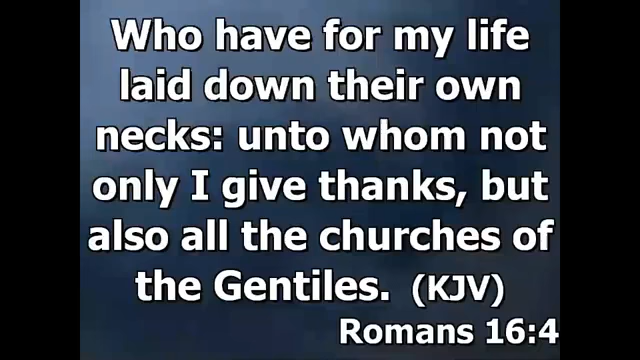 Who have for my life
laid down their own
necks: unto whom not
only I give thanks, but
also all the churches of
the Gentiles. (KJV)
Romans 16:4